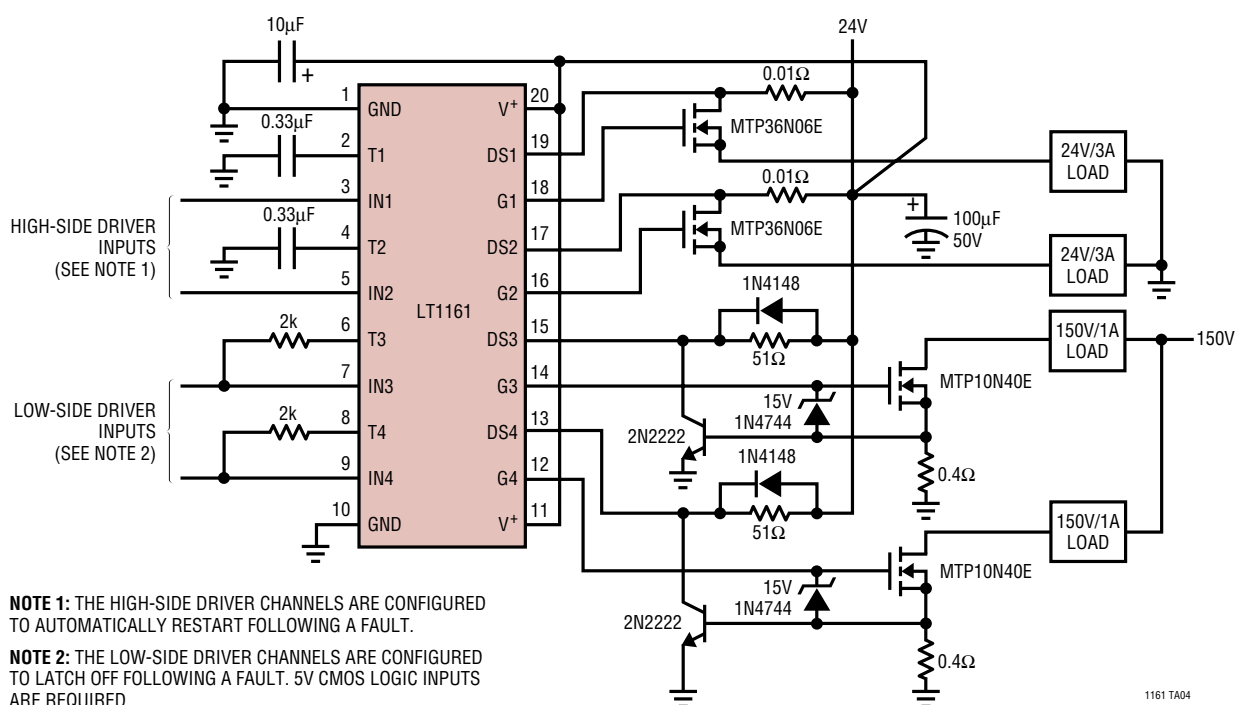 10µF
+
24V
0.01Ω
MTP36N06E
1 GND
V+ 20
0.33µF
2 T1
DS1 19
24V/3A
LOAD
3 IN1
G1 18
0.01Ω
HIGH-SIDE DRIVER
INPUTS
(SEE NOTE 1)
0.33µF
4 T2
DS2 17
MTP36N06E
+
100µF
50V
24V/3A
LOAD
5 IN2
G2 16
LT1161
1N4148
2k
6 T3
DS3 15
51Ω
150V/1A
LOAD
150V
7 IN3
G3 14
MTP10N40E
15V
1N4744
LOW-SIDE DRIVER
INPUTS
(SEE NOTE 2)
2k
8 T4
DS4 13
2N2222
1N4148
9 IN4
G4 12
0.4Ω
10 GND
V+ 11
51Ω
150V/1A
LOAD
MTP10N40E
15V
1N4744
2N2222
0.4Ω
NOTE 1: THE HIGH-SIDE DRIVER CHANNELS ARE CONFIGURED
TO AUTOMATICALLY RESTART FOLLOWING A FAULT.
NOTE 2: THE LOW-SIDE DRIVER CHANNELS ARE CONFIGURED
TO LATCH OFF FOLLOWING A FAULT. 5V CMOS LOGIC INPUTS
ARE REQUIRED
1161 TA04